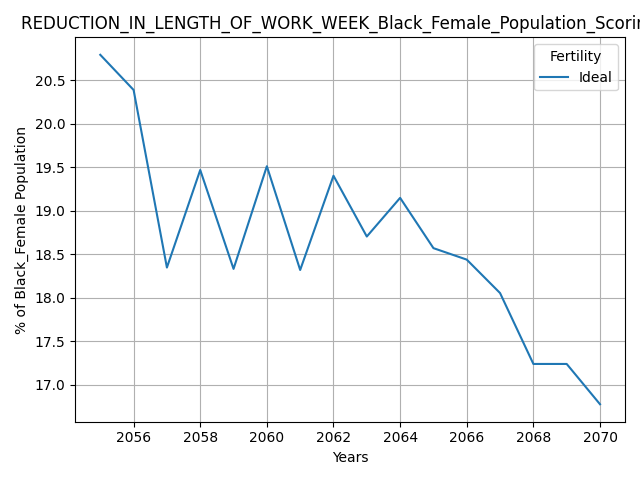 REDUCTION_IN_LENGTH_OF_WORK_WEEK_Black_Female_Population_Scorin
Fertility
Ideal
20.5
20.0
19.5
19.0
18.5
18.0
17.5
17.0
% of Black_Female Population
2056 2058 2060 2062 2064 2066 2068 2070
Years